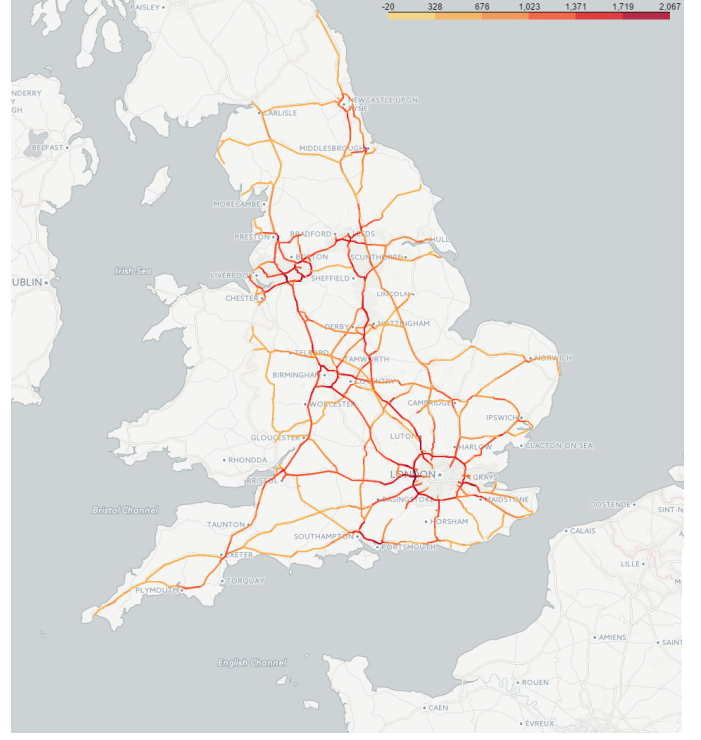 PAISLEY
-20 328 676 1,023 1,371 1,719 2,067
NDERRY
Y
GH
NEWCASTLE UPON
TYNE
CARLISLE
BELFAST
MIDDLESBROUGH
MORECAMBE
PRESTON
BRADFORD
LEEDS
HULL
BOLTON
SCUNTHORPE
Irish Sea
LIVERPOOL
SHEFFIELD
UBLIN
CHESTER
LINCOLN
DERBY
NOTTINGHAM
TELFORD
TAMWORTH
NORWICH
BIRMINGHAM
COVENTRY
WORCESTER
CAMBRIDGE
IPSWICH
GLOUCESTER
LUTON
HARLOW
CLACTON-ON-SEA
RHONDDA
BRISTOL
LONDON
GRAYS
BASINGSTOKE
MAIDSTONE
OOSTENDE
SINT-N
Bristol Channel
TAUNTON
HORSHAM
SOUTHAMPTON
CALAIS
PORTSMOUTH
EXETER
LILLE
TORQUAY
PLYMOUTH
AMIENS
SAINT
English Channel
ROUEN
CAEN
ÉVREUX